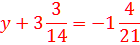 y + 3 3/14 = −1 4/21